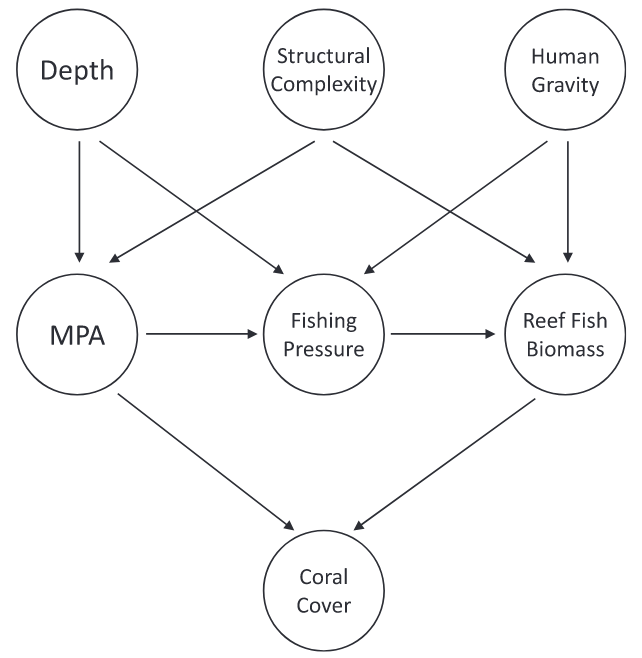 Depth
Structural
Complexity
Human
Gravity
MPA
Fishing
Pressure
Reef Fish
Biomass
Coral
Cover